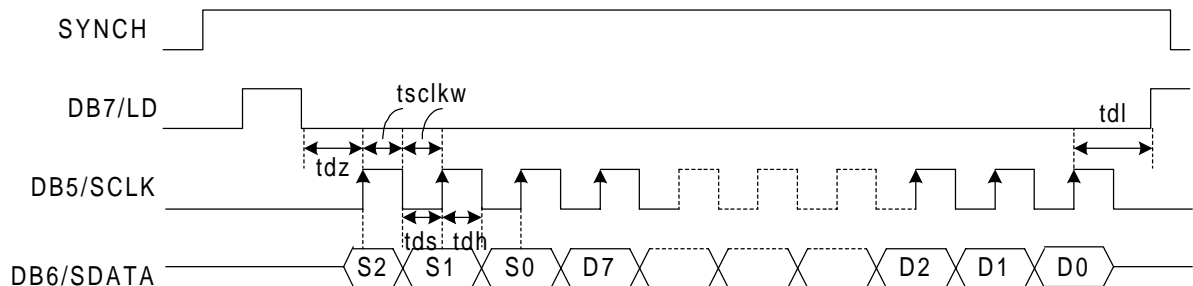 SYNCH
DB7/LD
tsclkw
tdl
tdz
DB5/SCLK
tds
tdh
DB6/SDATA
S2
S1
S0
D7
D2
D1
D0